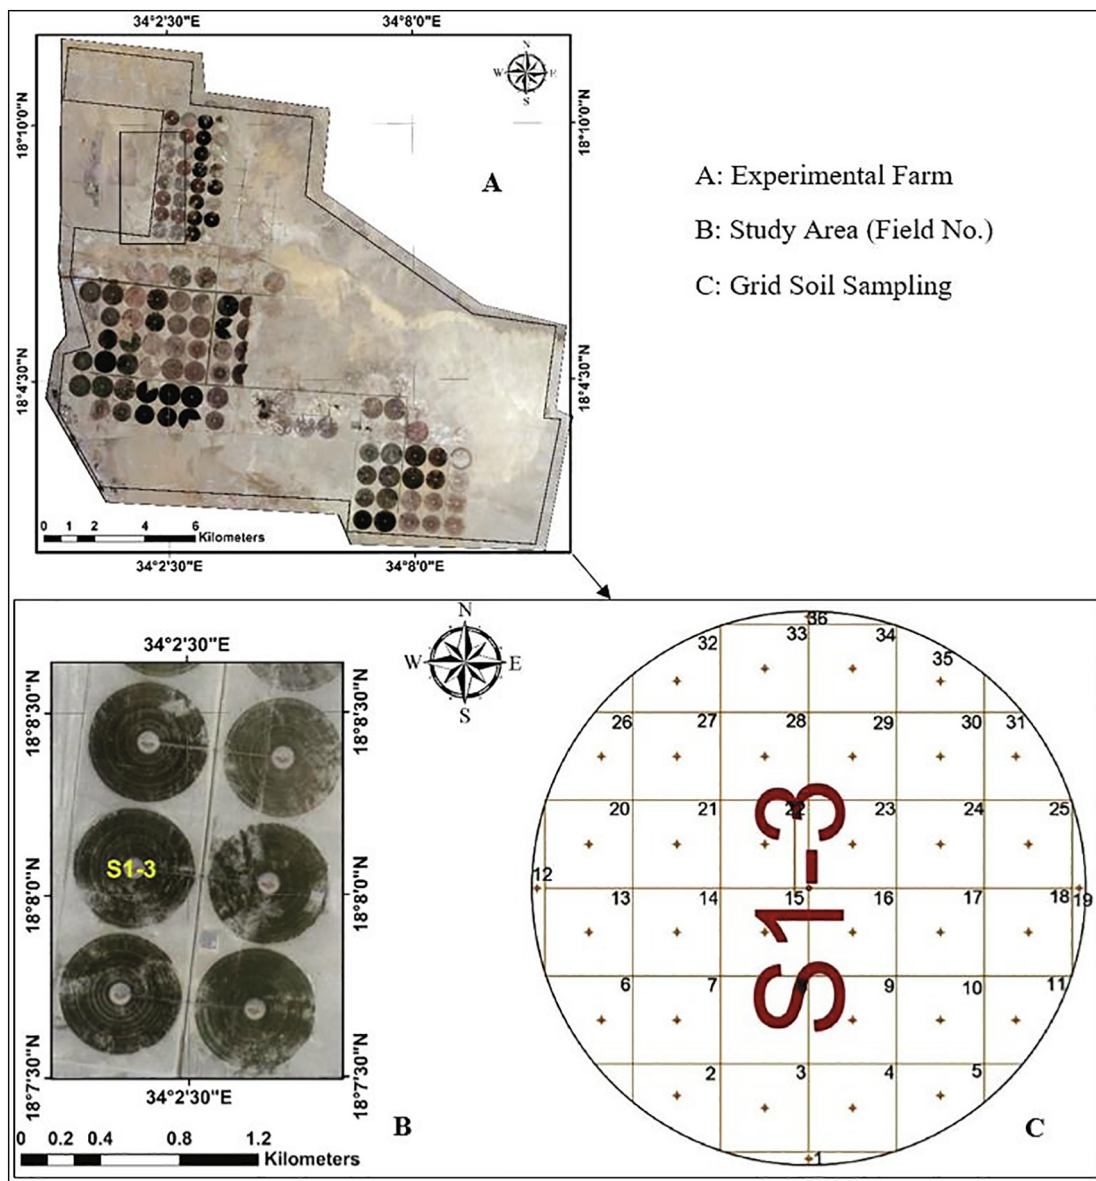 34°2'30"E 34°8'0"E
N
W E
S
18°10'0"N 18°10'0"N
A
A: Experimental Farm
B: Study Area (Field No.)
C: Grid Soil Sampling
18°4'30"N 18°4'30"N
0 1 2 4 6
Kilometers
34°2'30"E 34°8'0"E
34°2'30"E
N
W E
S
18°8'30"N 18°8'30"N
S1-3
18°8'0"N 18°8'0"N
18°7'30"N 18°7'30"N
34°2'30"E
B
0 0.2 0.4 0.8 1.2
Kilometers
36
32 33 34
35
26 27 28 29 30 31
20 21 22 23 24 25
12
13 14 15 16 17 18 19
S1-3
6 7 9 10 11
2 3 4 5
C
1